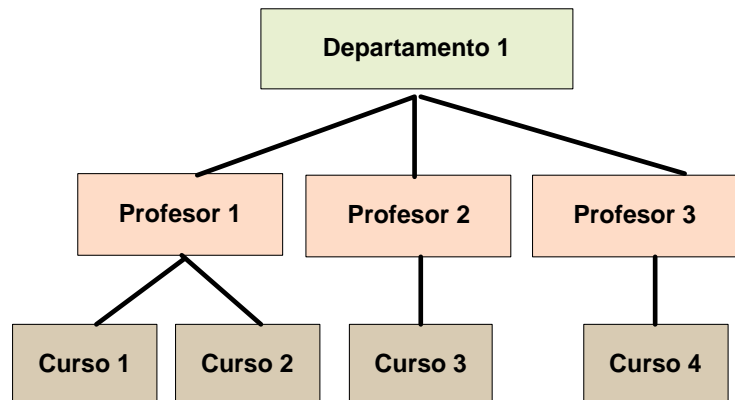 Departamento 1
Profesor 1
Profesor 2
Profesor 3
Curso 1
Curso 2
Curso 3
Curso 4